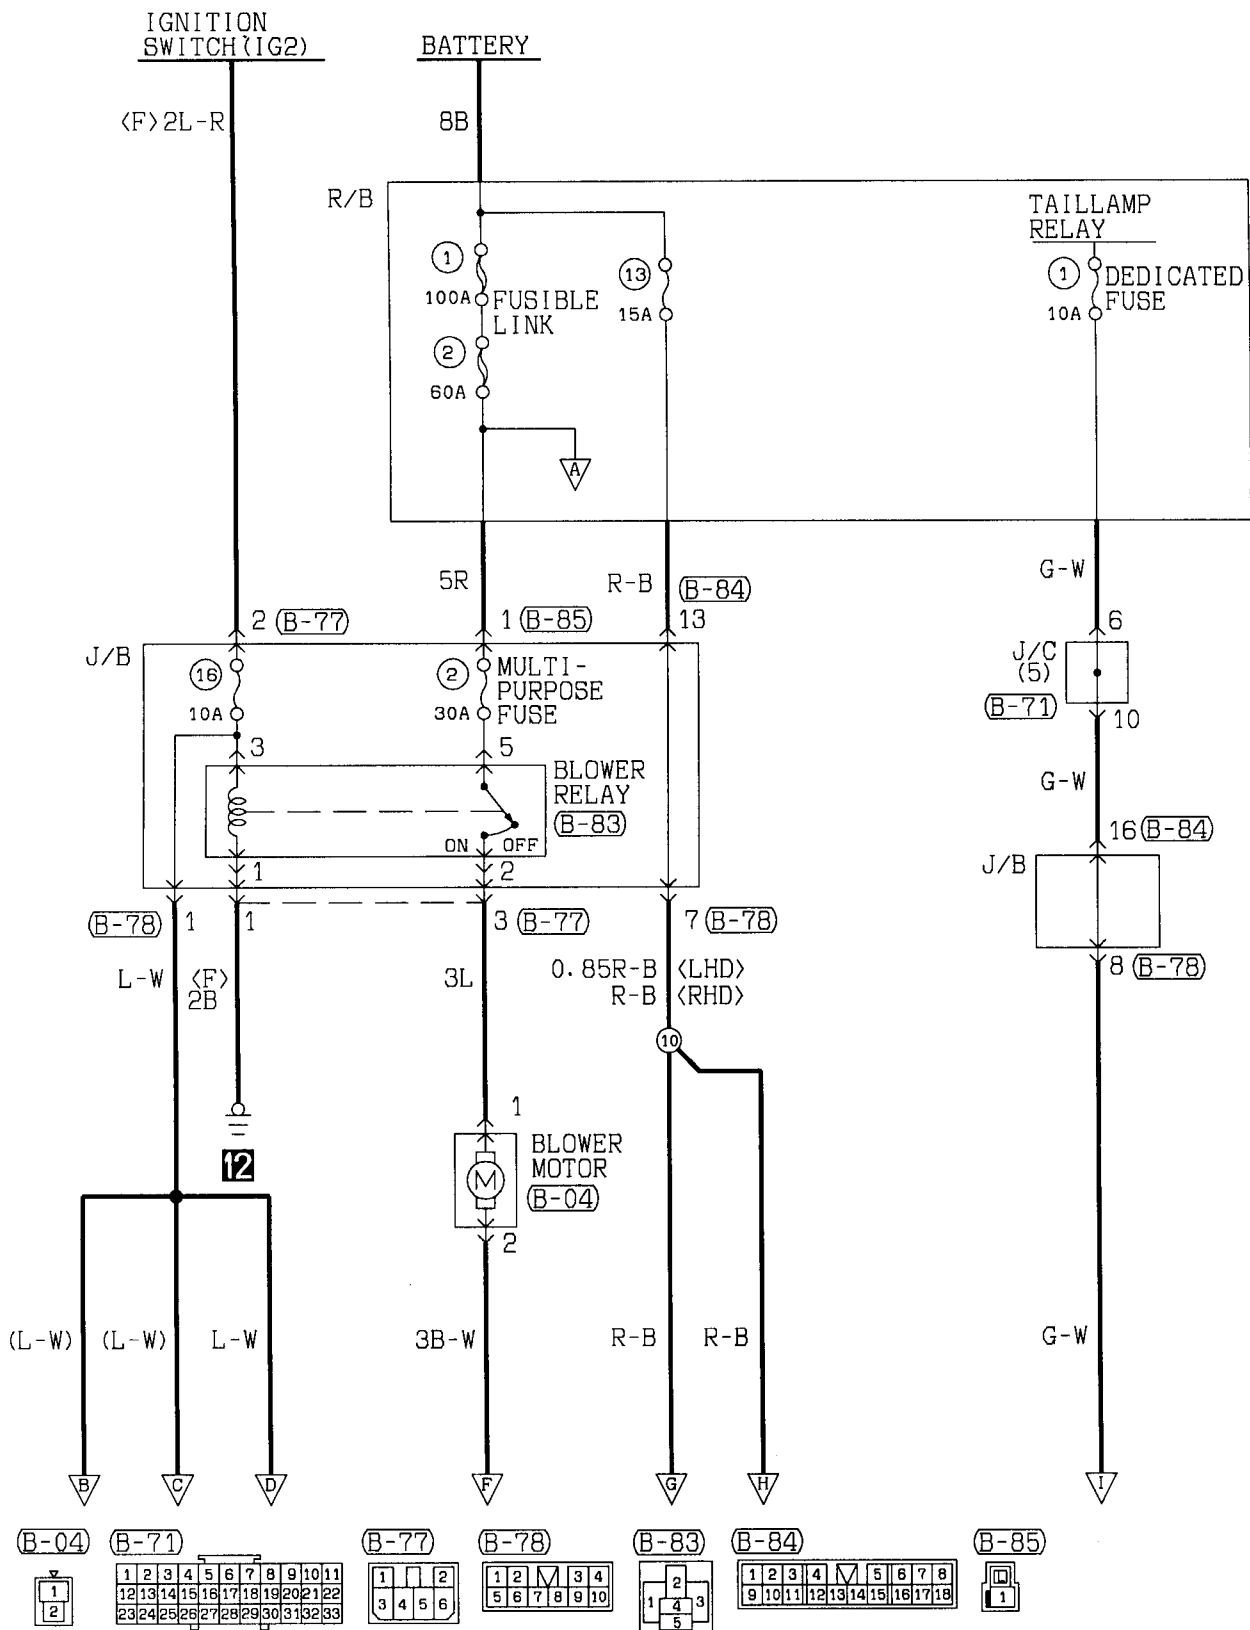 IGNITION
SWITCH(IG2)
BATTERY
<F>2L-R
8B
R/B
TAILLAMP
RELAY
1
13
1
DEDICATED
FUSE
100A
FUSIBLE
LINK
15A
10A
2
60A
A
5R
R-B
(B-84)
G-W
2 (B-77)
1 (B-85)
13
6
J/B
16
10A
2
30A
MULTI-
PURPOSE
FUSE
J/C
(5)
(B-71)
10
3
5
BLOWER
RELAY
(B-83)
G-W
ON OFF
16 (B-84)
J/B
1
2
(B-78) 1
1
3 (B-77)
7 (B-78)
8 (B-78)
L-W
<F>
2B
3L
0.85R-B <LHD>
R-B <RHD>
10
12
1
BLOWER
MOTOR
(B-04)
M
2
(L-W)
(L-W)
L-W
3B-W
R-B
R-B
G-W
B
C
D
F
G
H
I
(B-04)
(B-71)
(B-77)
(B-78)
(B-83)
(B-84)
(B-85)
1
2
1 2 3 4 5 6 7 8 9 10 11
12 13 14 15 16 17 18 19 20 21 22
23 24 25 26 27 28 29 30 31 32 33
1 2
3 4 5 6
1 2 3 4
5 6 7 8 9 10
2
1 4 3
5
1 2 3 4 5 6 7 8
9 10 11 12 13 14 15 16 17 18
1